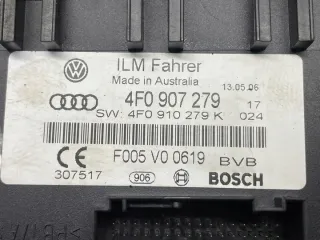 ILM Fahrer
Made in Australia
13.05.06
4F0 907 279 17
SW: 4F0 910 279 K 024
CE F005 V0 0619 BVB
307517 906 BOSCH